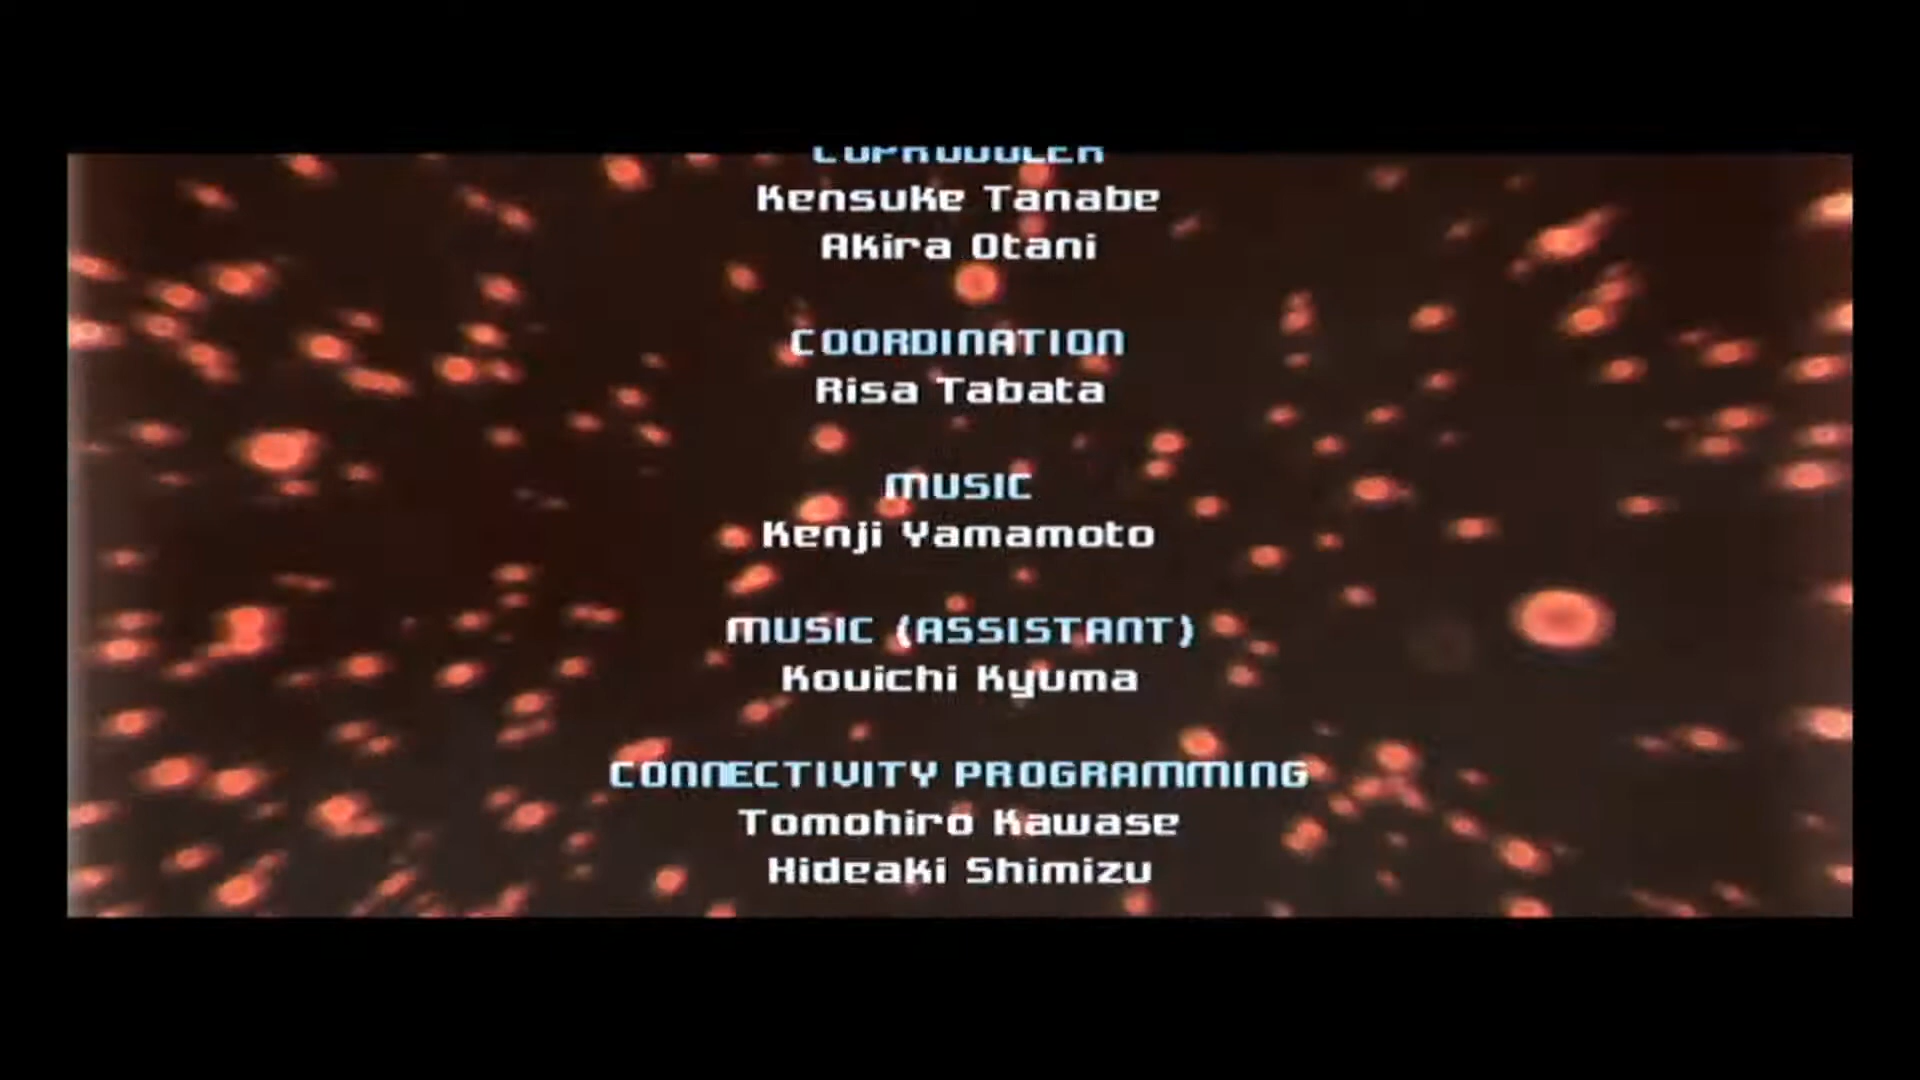 COPRODUCER
Kensuke Tanabe
Akira Otani
COORDINATION
Risa Tabata
MUSIC
Kenji Yamamoto
MUSIC (ASSISTANT)
Kouichi Kyuma
CONNECTIVITY PROGRAMMING
Tomohiro Kawase
Hideaki Shimizu